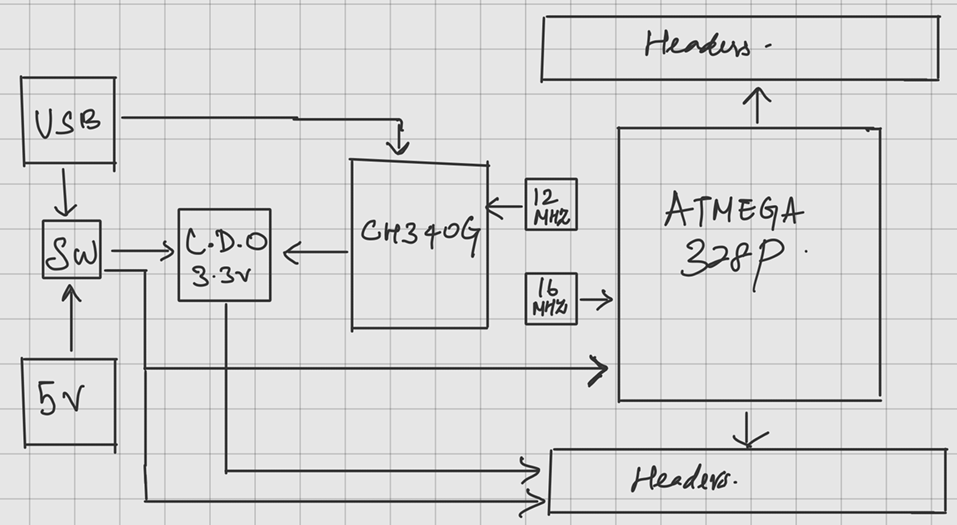 Headers.
USB
12
MHZ
ATMEGA
328P.
SW
C.D.O
3.3V
CH340G
16
MHZ
5V
Headers.